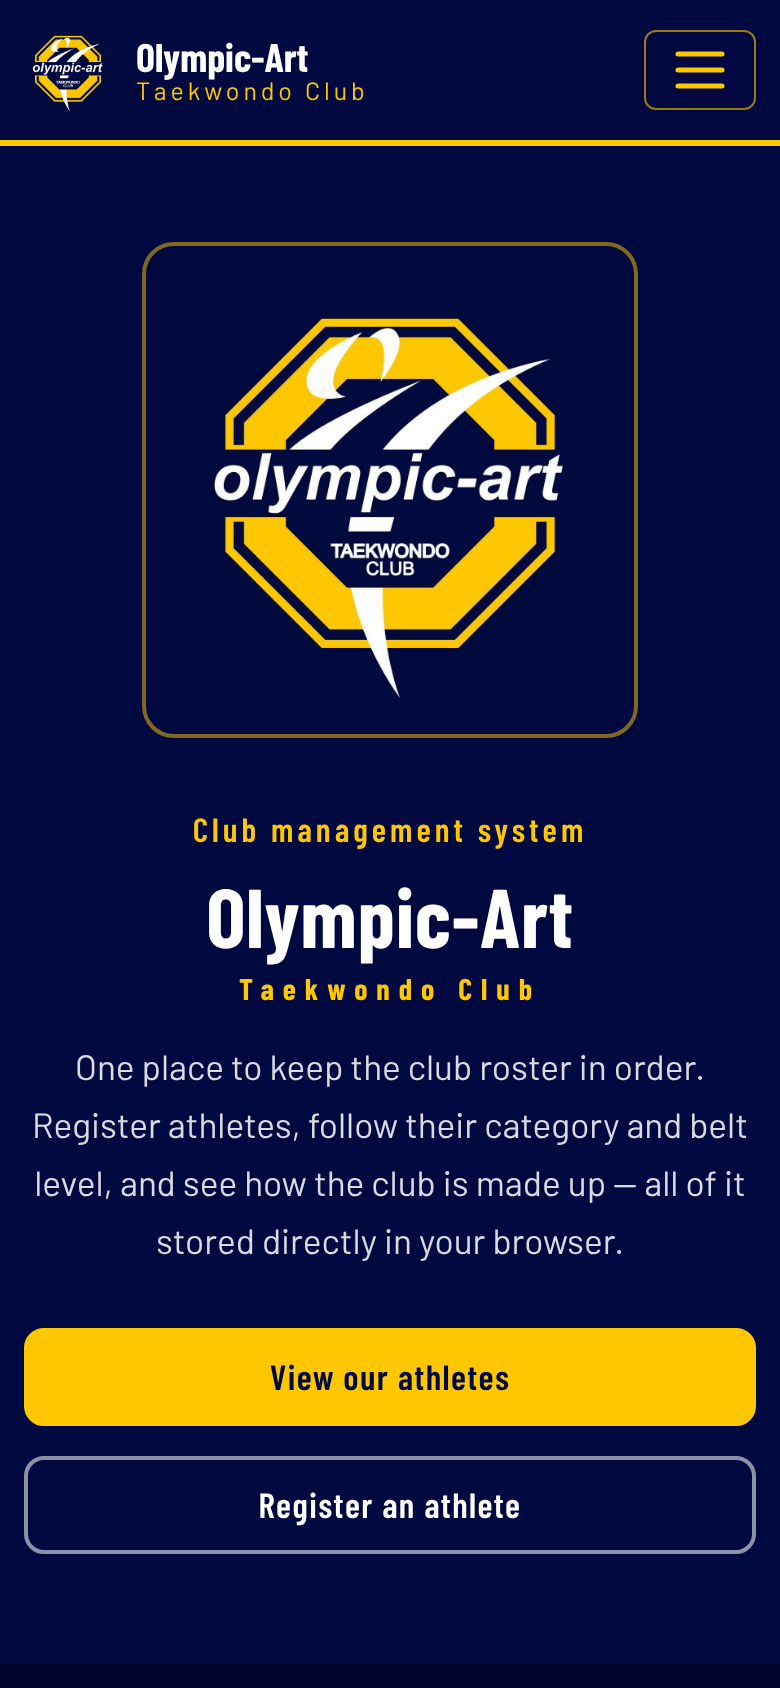 olympic-art
TAEKWONDO
CLUB
Olympic-Art
Taekwondo Club
olympic-art
TAEKWONDO
CLUB
Club management system
Olympic-Art
Taekwondo Club
One place to keep the club roster in order.
Register athletes, follow their category and belt
level, and see how the club is made up — all of it
stored directly in your browser.
View our athletes
Register an athlete